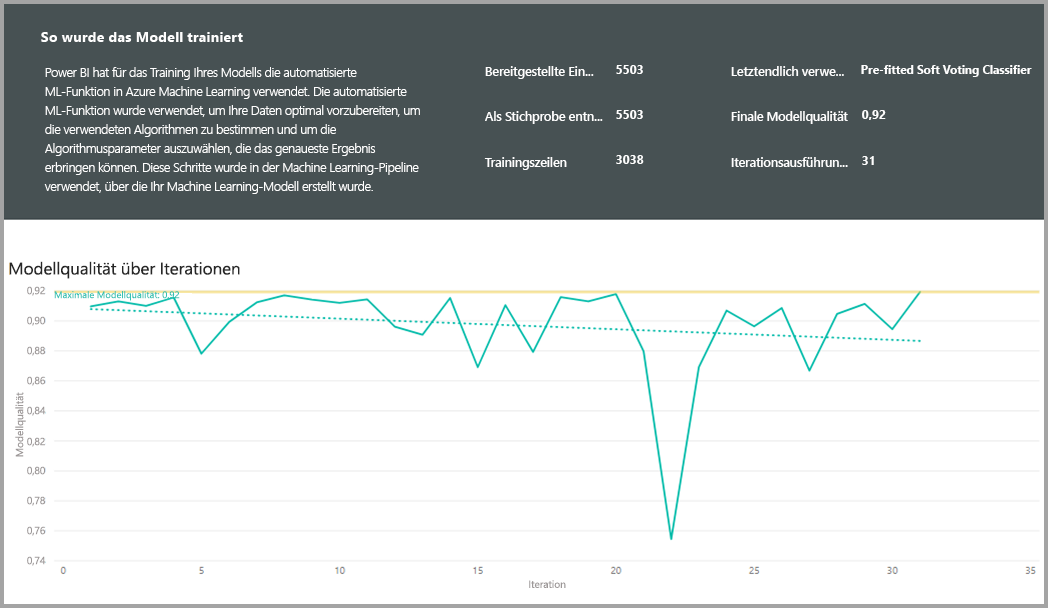 So wurde das Modell trainiert
Power BI hat für das Training Ihres Modells die automatisierte
ML-Funktion in Azure Machine Learning verwendet. Die automatisierte
ML-Funktion wurde verwendet, um Ihre Daten optimal vorzubereiten, um
die verwendeten Algorithmen zu bestimmen und um die
Algorithmusparameter auszuwählen, die das genaueste Ergebnis
erbringen können. Diese Schritte wurde in der Machine Learning-Pipeline
verwendet, über die Ihr Machine Learning-Modell erstellt wurde.
Bereitgestellte Ein... 5503
Als Stichprobe entn... 5503
Trainingszeilen 3038
Letztendlich verwe... Pre-fitted Soft Voting Classifier
Finale Modellqualität 0,92
Iterationsausführun... 31
Modellqualität über Iterationen
Maximale Modellqualität: 0,92
Modellqualität
0,92
0,90
0,88
0,86
0,84
0,82
0,80
0,78
0,76
0,74
0 5 10 15 20 25 30 35
Iteration